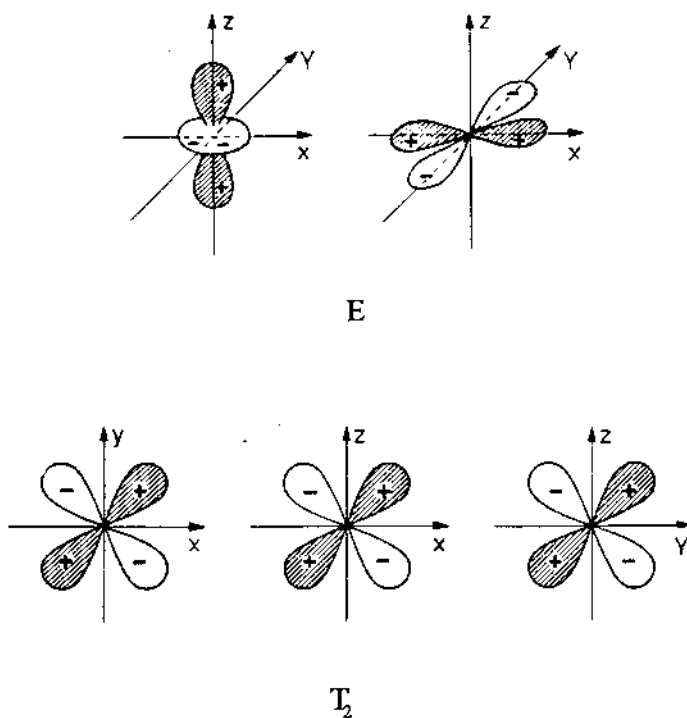 z z
Y Y
+ -
- - x + + x
+ -
E
y z z
- + - + - +
x x Y
+ - + - + -
T₂